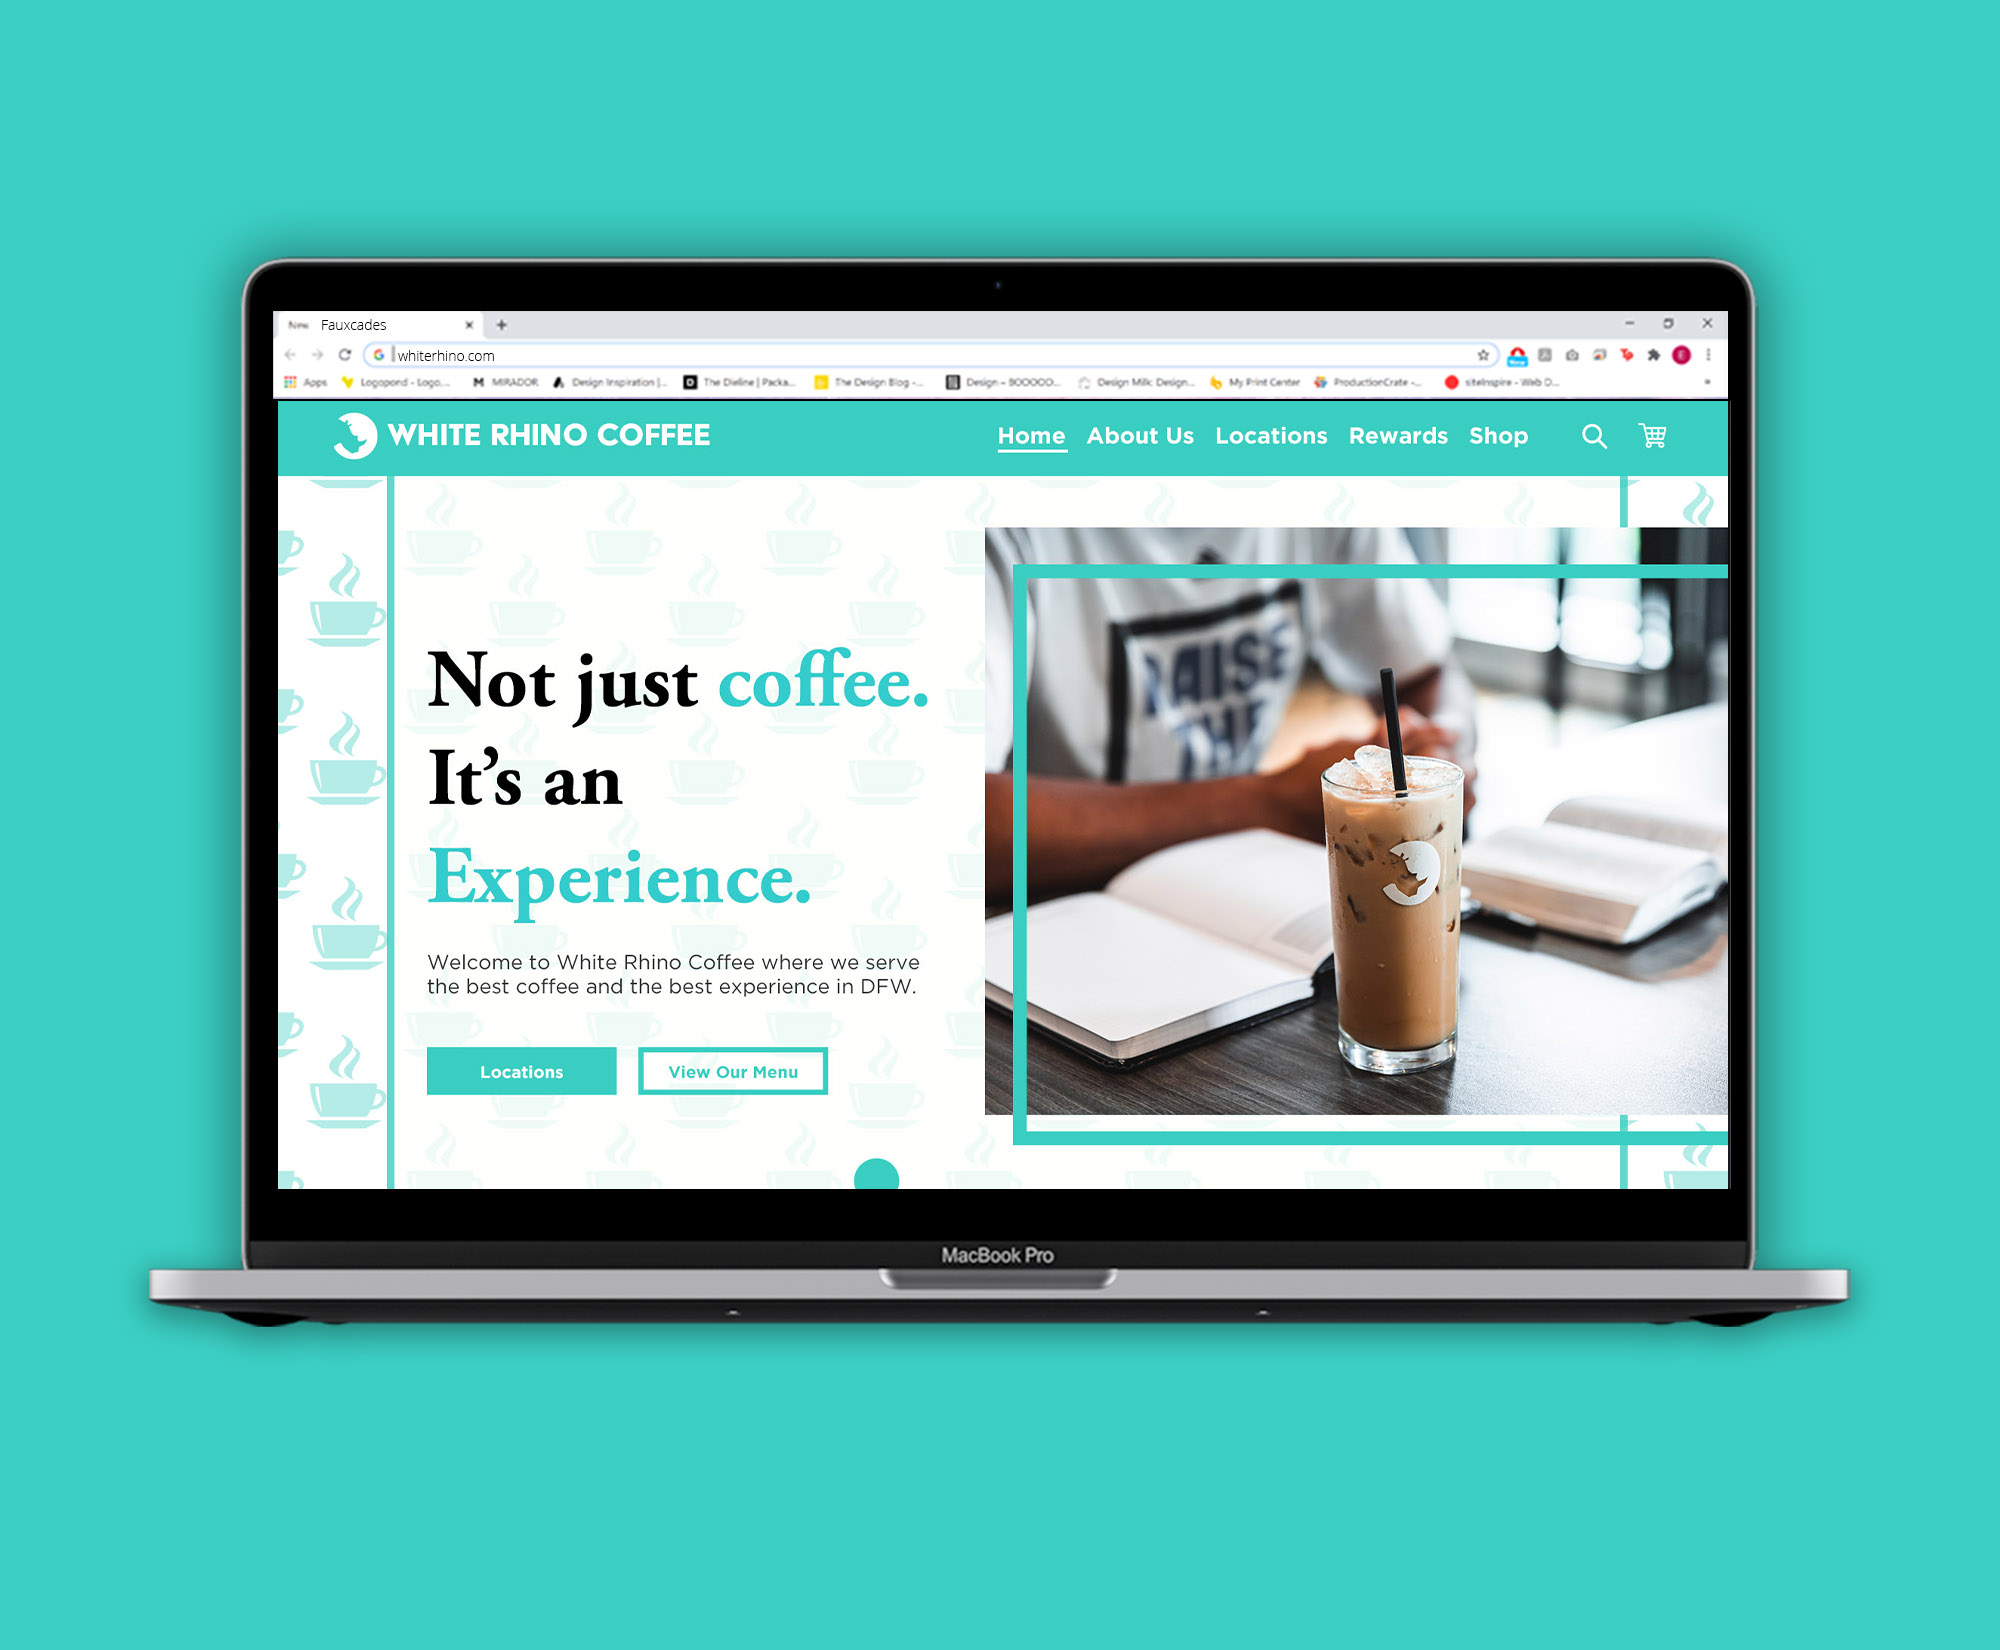 Fauxcades
whiterhino.com
Apps Logopond - Logo,... MIRADOR Design Inspiration |... The Dieline | Packa... The Design Blog -... Design - BOOOOO... Design Milk: Design... My Print Center ProductionCrate -... siteInspire - Web D...
WHITE RHINO COFFEE Home About Us Locations Rewards Shop
Not just coffee.
It's an
Experience.
Welcome to White Rhino Coffee where we serve
the best coffee and the best experience in DFW.
Locations View Our Menu
RAISE
THE
MacBook Pro